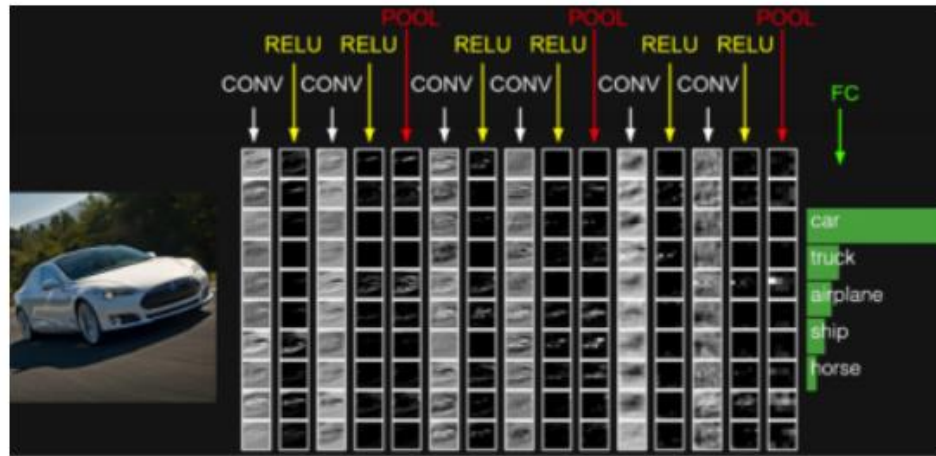 POOL POOL POOL
RELU RELU RELU RELU RELU RELU
CONV CONV CONV CONV CONV CONV
FC
car
truck
airplane
ship
horse